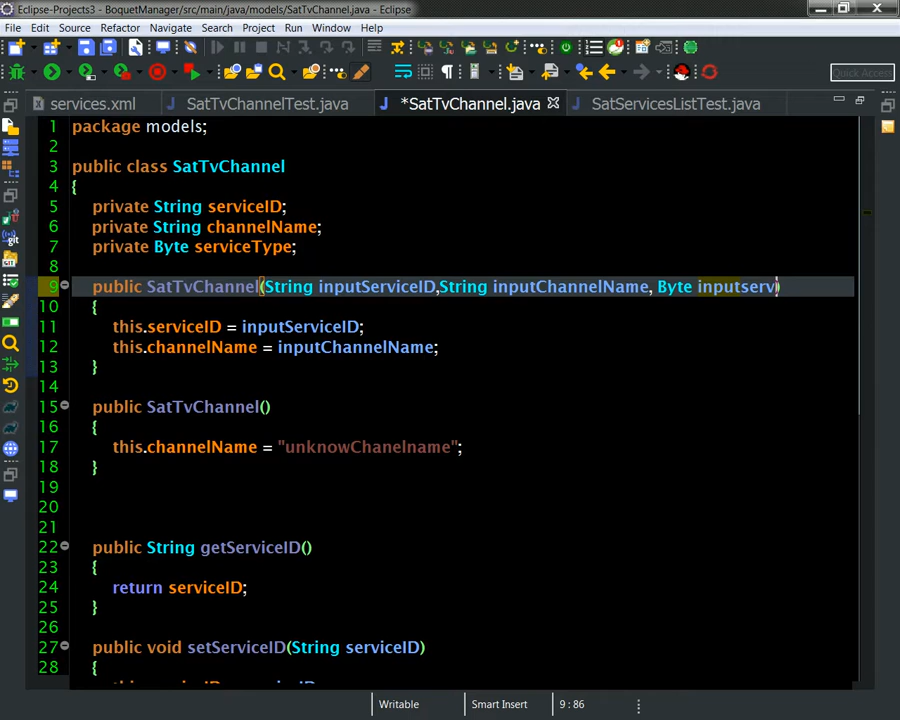 Eclipse-Projects3 - BoquetManager/src/main/java/models/SatTvChannel.java - Eclipse
File Edit Source Refactor Navigate Search Project Run Window Help
Quick Access
services.xml SatTvChannelTest.java *SatTvChannel.java SatServicesListTest.java
1 package models;
2
3 public class SatTvChannel
4 {
5 private String serviceID;
6 private String channelName;
7 private Byte serviceType;
8
9 public SatTvChannel(String inputServiceID,String inputChannelName, Byte inputserv)
10 {
11 this.serviceID = inputServiceID;
12 this.channelName = inputChannelName;
13 }
14
15 public SatTvChannel()
16 {
17 this.channelName = "unknowChanelname";
18 }
19
20
21
22 public String getServiceID()
23 {
24 return serviceID;
25 }
26
27 public void setServiceID(String serviceID)
28 {
Writable Smart Insert 9 : 86